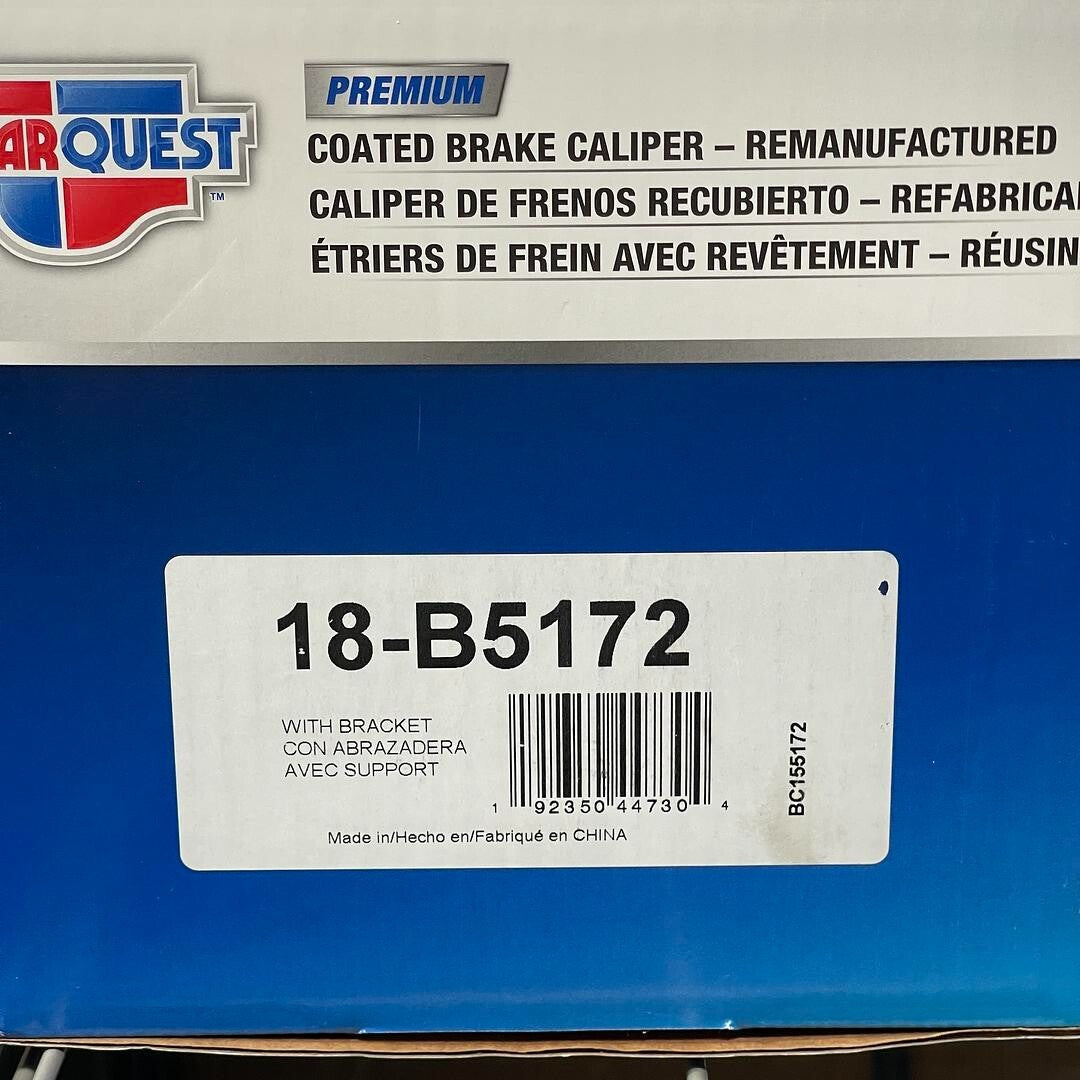 ARQUEST
TM
PREMIUM
COATED BRAKE CALIPER – REMANUFACTURED
CALIPER DE FRENOS RECUBIERTO – REFABRICA
ÉTRIERS DE FREIN AVEC REVÊTEMENT – RÉUSIN
18-B5172
WITH BRACKET
CON ABRAZADERA
AVEC SUPPORT
1 92350 44730 4
BC155172
Made in/Hecho en/Fabriqué en CHINA